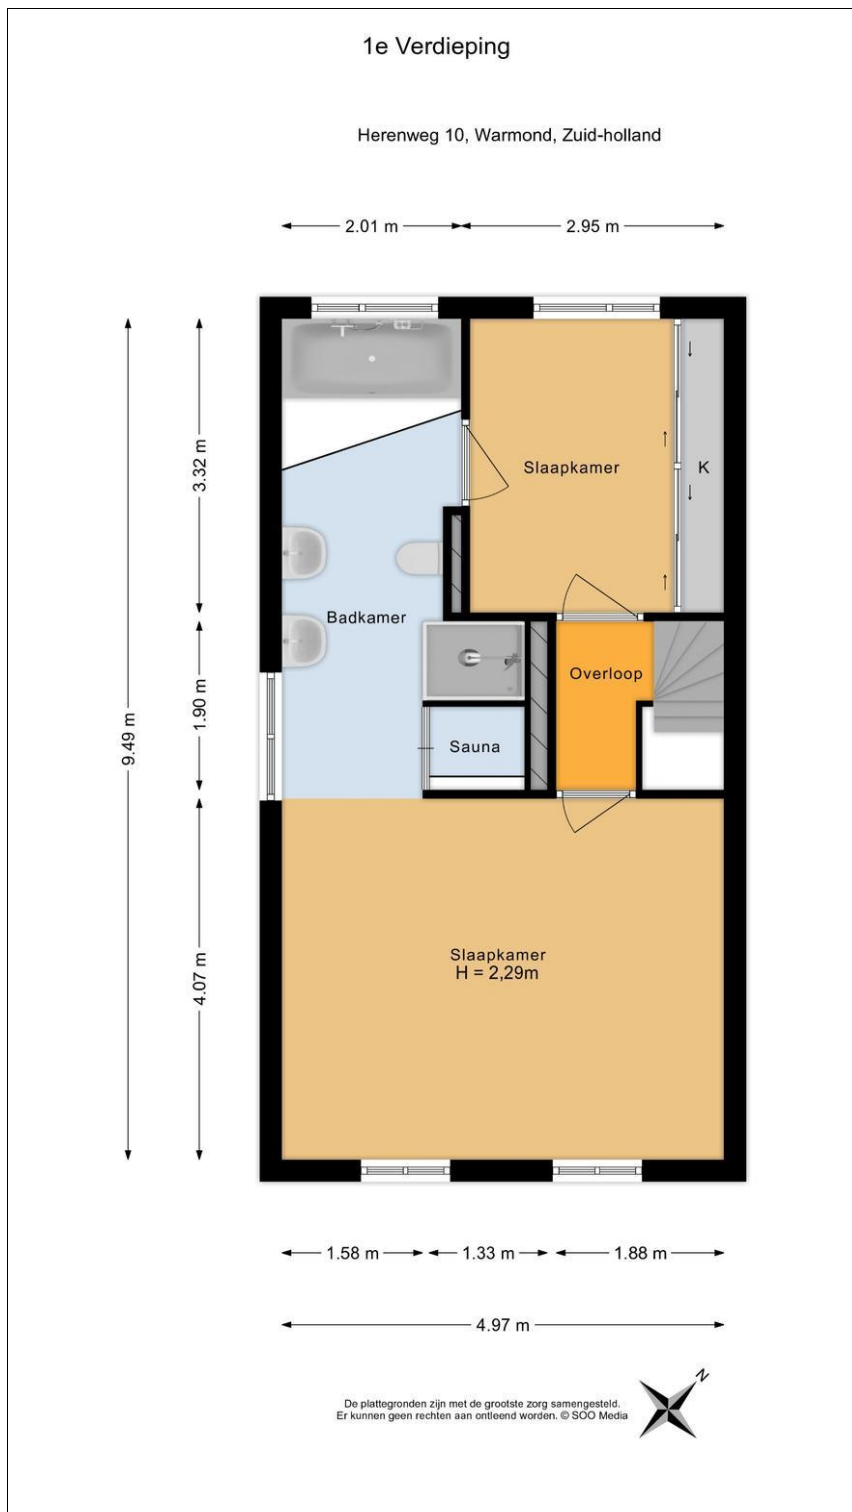 1e Verdieping
Herenweg 10, Warmond, Zuid-holland
2.01 m
2.95 m
3.32 m
Slaapkamer
K
Badkamer
Overloop
1.90 m
9.49 m
Sauna
4.07 m
Slaapkamer
H = 2,29m
1.58 m
1.33 m
1.88 m
4.97 m
N
De plattegronden zijn met de grootste zorg samengesteld.
Er kunnen geen rechten aan ontleend worden. © SOO Media